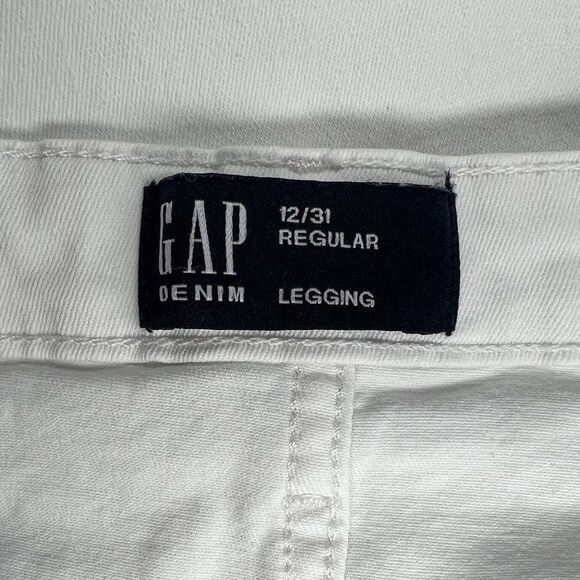 GAP
DENIM
12/31
REGULAR
LEGGING